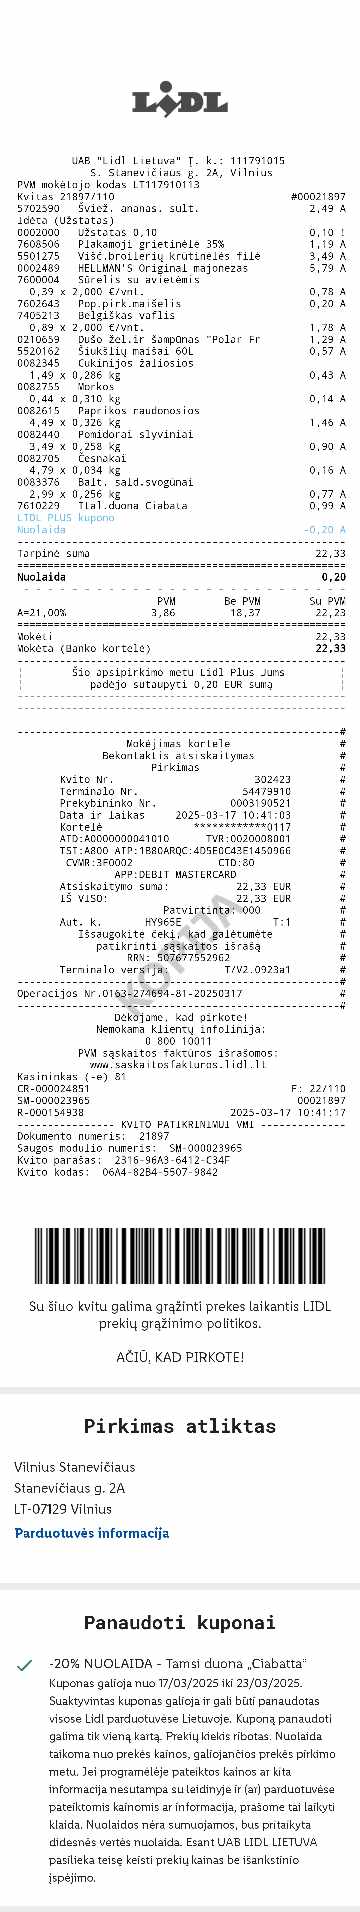 LIDL
UAB "Lidl Lietuva" Į. k.: 111791015
S. Stanevičiaus g. 2A, Vilnius
PVM mokėtojo kodas LT117910113
Kvitas 21897/110 #00021897
5702590 Šviež. ananas. sult. 2,49 A
Įdėta (Užstatas)
0002000 Užstatas 0,10 0,10 !
7608506 Plakamoji grietinėlė 35% 1,19 A
5501275 Višč.broilerių krūtinėlės filė 3,49 A
0002489 HELLMAN'S Original majonezas 5,79 A
7600004 Sūrelis su avietėmis
0,39 x 2,000 €/vnt. 0,78 A
7602643 Pop.pirk.maišelis 0,20 A
7405213 Belgiškas vaflis
0,89 x 2,000 €/vnt. 1,78 A
0210659 Dušo žel.ir šampūnas "Polar Fr 1,29 A
5520162 Šiukšlių maišai 60L 0,57 A
0082345 Cukinijos žaliosios
1,49 x 0,286 kg 0,43 A
0082755 Morkos
0,44 x 0,310 kg 0,14 A
0082615 Paprikos raudonosios
4,49 x 0,326 kg 1,46 A
0082440 Pomidorai slyviniai
3,49 x 0,258 kg 0,90 A
0082705 Česnakai
4,79 x 0,034 kg 0,16 A
0083376 Balt. sald.svogūnai
2,99 x 0,256 kg 0,77 A
7610229 Ital.duona Ciabata 0,99 A
LIDL PLUS kupono
Nuolaida -0,20 A
Tarpinė suma 22,33
Nuolaida 0,20
PVM Be PVM Su PVM
A=21,00% 3,86 18,37 22,23
Mokėti 22,33
Mokėta (Banko kortelė) 22,33
Šio apsipirkimo metu Lidl Plus Jums
padėjo sutaupyti 0,20 EUR sumą
#
Mokėjimas kortele #
Bekontaktis atsiskaitymas #
Pirkimas #
Kvito Nr. 302423 #
Terminalo Nr. 54479910 #
Prekybininko Nr. 0003190521 #
Data ir laikas 2025-03-17 10:41:03 #
Kortelė ************0117 #
AID:A0000000041010 TVR:0020008001 #
TST:A800 ATP:1B80ARQC:4D5E0C43E1450966 #
CVMR:3F0002 CTD:80 #
APP:DEBIT MASTERCARD #
Atsiskaitymo suma: 22,33 EUR #
IŠ VISO: 22,33 EUR #
Patvirtinta: 000 #
Aut. k. HY965E T:1 #
Išsaugokite čekį, kad galėtumėte #
patikrinti sąskaitos išrašą #
RRN: 507677552962 #
Terminalo versija: T/V2.0923a1 #
#
Operacijos Nr.0163-274694-81-20250317 #
#
KOPIJA
Dėkojame, kad pirkote!
Nemokama klientų infolinija:
0 800 10011
PVM sąskaitos faktūros išrašomos:
www.saskaitosfakturos.lidl.lt
Kasininkas (-ė) 81
CR-000024851 F: 22/110
SM-000023965 00021897
R-000154938 2025-03-17 10:41:17
KVITO PATIKRINIMUI VMI
Dokumento numeris: 21897
Saugos modulio numeris: SM-000023965
Kvito parašas: 2316-96A3-6412-C34F
Kvito kodas: 06A4-82B4-5507-9842
Su šiuo kvitu galima grąžinti prekes laikantis LIDL
prekių grąžinimo politikos.
AČIŪ, KAD PIRKOTE!
Pirkimas atliktas
Vilnius Stanevičiaus
Stanevičiaus g. 2A
LT-07129 Vilnius
Parduotuvės informacija
Panaudoti kuponai
-20% NUOLAIDA - Tamsi duona „Ciabatta“
Kuponas galioja nuo 17/03/2025 iki 23/03/2025.
Suaktyvintas kuponas galioja ir gali būti panaudotas
visose Lidl parduotuvėse Lietuvoje. Kuponą panaudoti
galima tik vieną kartą. Prekių kiekis ribotas. Nuolaida
taikoma nuo prekės kainos, galiojančios prekės pirkimo
metu. Jei programėlėje pateiktos kainos ar kita
informacija nesutampa su leidinyje ir (ar) parduotuvėse
pateiktomis kainomis ar informacija, prašome tai laikyti
klaida. Nuolaidos nėra sumuojamos, bus pritaikyta
didesnės vertės nuolaida. Esant UAB LIDL LIETUVA
pasilieka teisę keisti prekių kainas be išankstinio
įspėjimo.